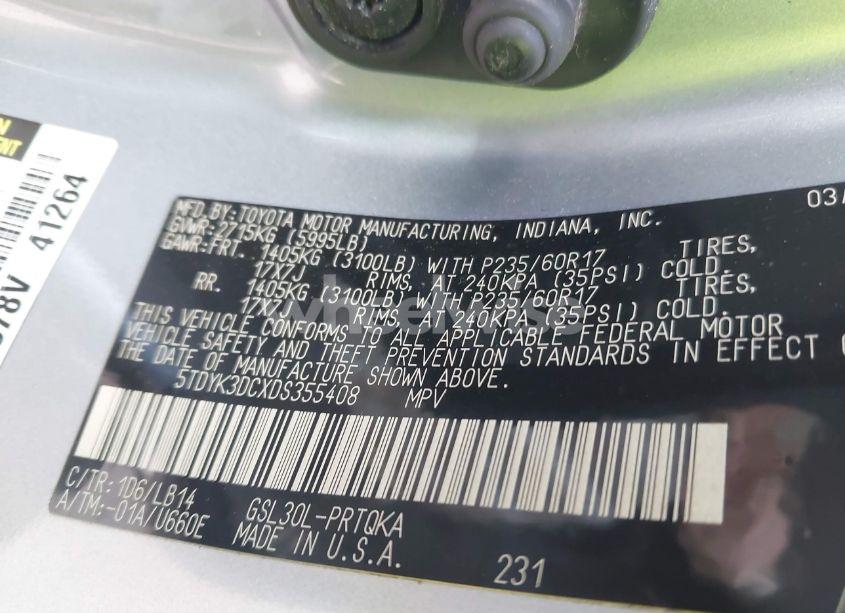 MFD. BY: TOYOTA MOTOR MANUFACTURING, INDIANA, INC. 03/
GVWR: 2715KG (5995LB)
GAWR: FRT. 1405KG (3100LB) WITH P235/60R17 TIRES,
17X7J RIMS, AT 240KPA (35PSI) COLD.
RR. 1405KG (3100LB) WITH P235/60R17 TIRES,
17X7J RIMS, AT 240KPA (35PSI) COLD.
THIS VEHICLE CONFORMS TO ALL APPLICABLE FEDERAL MOTOR
VEHICLE SAFETY AND THEFT PREVENTION STANDARDS IN EFFECT
THE DATE OF MANUFACTURE SHOWN ABOVE.
5TDYK3DCXDS355408 MPV
C/TR: 1D6/LB14
A/TM:-01A/U660E
GSL30L-PRTQKA
MADE IN U.S.A.
231
41264
78V